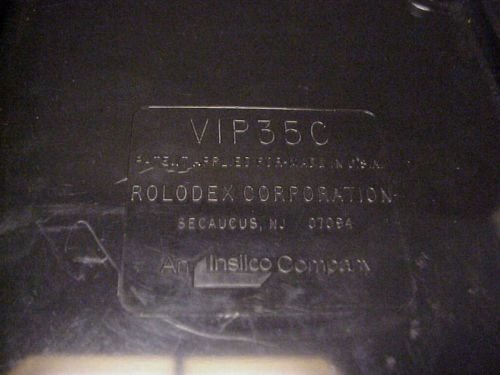 VIP35C
PATENT APPLIED FOR-MADE IN U.S.A.
ROLODEX CORPORATION
SECAUCUS, NJ 07094
An Insilco Company